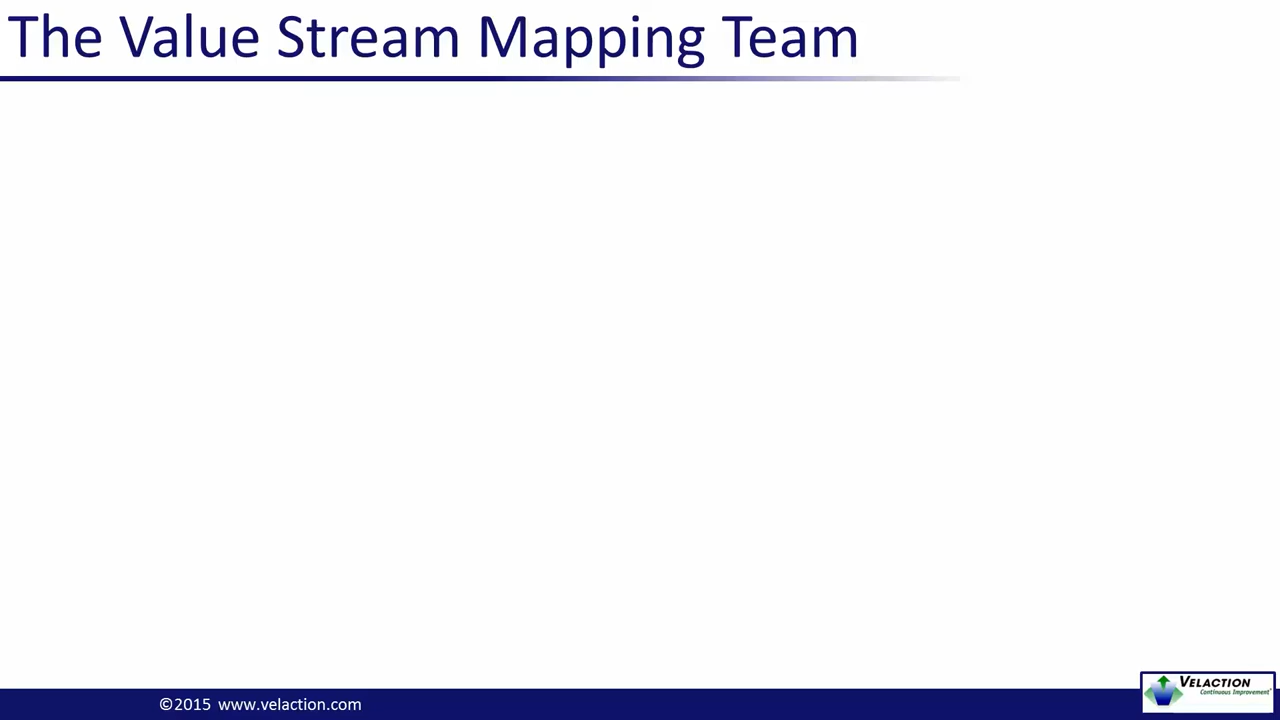 The Value Stream Mapping Team
©2015 www.velaction.com
VELACTION
Continuous Improvement